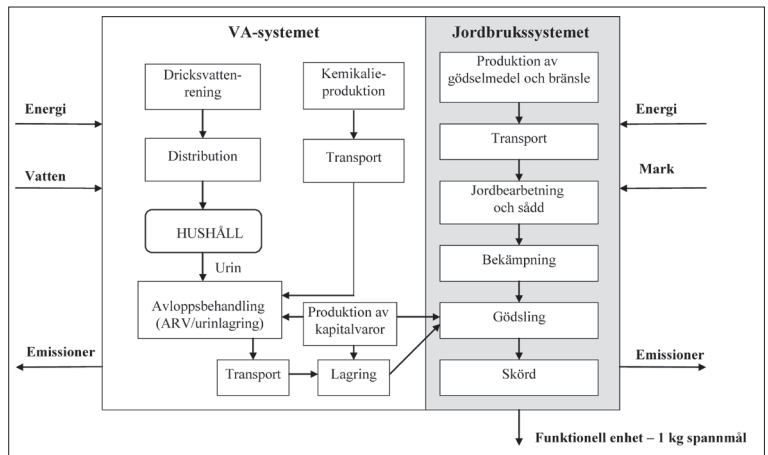 VA-systemet
Jordbrukssystemet
Dricksvatten-
rening
Kemikalie-
produktion
Produktion av
gödselmedel och bränsle
Energi
Energi
Distribution
Transport
Transport
Vatten
Mark
Jordbearbetning
och sådd
HUSHÅLL
Urin
Bekämpning
Avloppsbehandling
(ARV/urinlagring)
Produktion av
kapitalvaror
Gödsling
Emissioner
Emissioner
Transport
Lagring
Skörd
Funktionell enhet – 1 kg spannmål